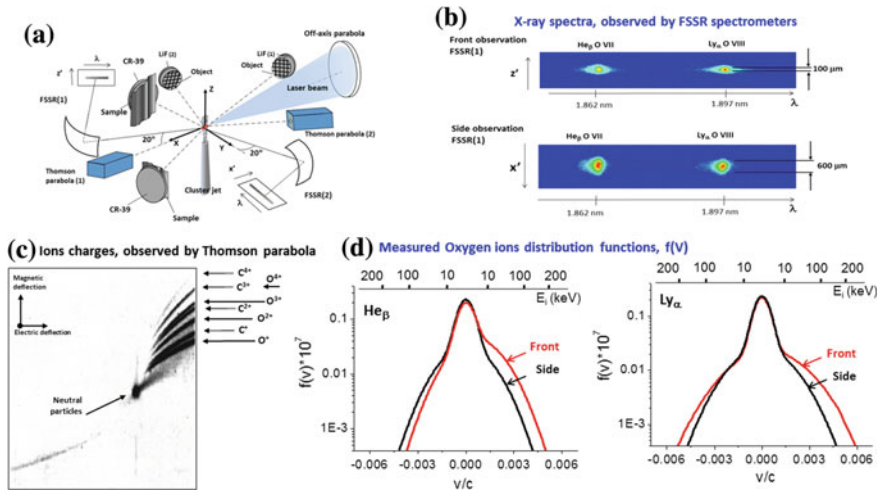 (a)
Off-axis parabola
LiF (2)
LiF (1)
Object
Object
CR-39
z'
λ
FSSR(1)
Sample
Z
Laser beam
Thomson parabola (2)
20°
X
Y
20°
Thomson parabola (1)
x'
λ
FSSR(2)
Cluster jet
CR-39
Sample
(b)
X-ray spectra, observed by FSSR spectrometers
Front observation
FSSR(1)
Heβ O VII
Lyα O VIII
z'
100 μm
1.862 nm
1.897 nm
λ
Side observation
FSSR(1)
Heβ O VII
Lyα O VIII
x'
600 μm
1.862 nm
1.897 nm
λ
(c) Ions charges, observed by Thomson parabola
Magnetic
deflection
Electric deflection
Neutral
particles
C⁴⁺
O⁴⁺
C³⁺
O³⁺
C²⁺
O²⁺
C⁺
O⁺
(d) Measured Oxygen ions distribution functions, f(V)
200 100 10 10 100 200
Ei (keV)
Heβ
Front
Side
f(v)*10⁷
0.1
0.01
1E-3
-0.006 -0.003 0.000 0.003 0.006
v/c
200 100 10 10 100 200
Ei (keV)
Lyα
Front
Side
f(v)*10⁷
0.1
0.01
1E-3
-0.006 -0.003 0.000 0.003 0.006
v/c